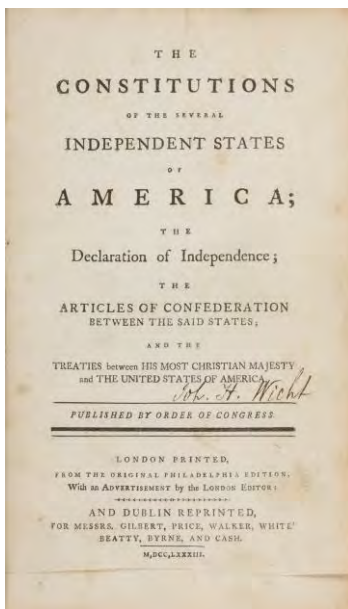 THE
CONSTITUTIONS
OF THE SEVERAL
INDEPENDENT STATES
OF
AMERICA;
THE
Declaration of Independence;
THE
ARTICLES OF CONFEDERATION
BETWEEN THE SAID STATES;
AND THE
TREATIES between HIS MOST CHRISTIAN MAJESTY
and THE UNITED STATES OF AMERICA.
Joh. H. Wicht
PUBLISHED BY ORDER OF CONGRESS.
LONDON PRINTED,
FROM THE ORIGINAL PHILADELPHIA EDITION,
With an ADVERTISEMENT by the LONDON EDITOR:
AND DUBLIN REPRINTED,
FOR MESSRS. GILBERT, PRICE, WALKER, WHITE
BEATTY, BYRNE, AND CASH.
M,DCC,LXXXIII.